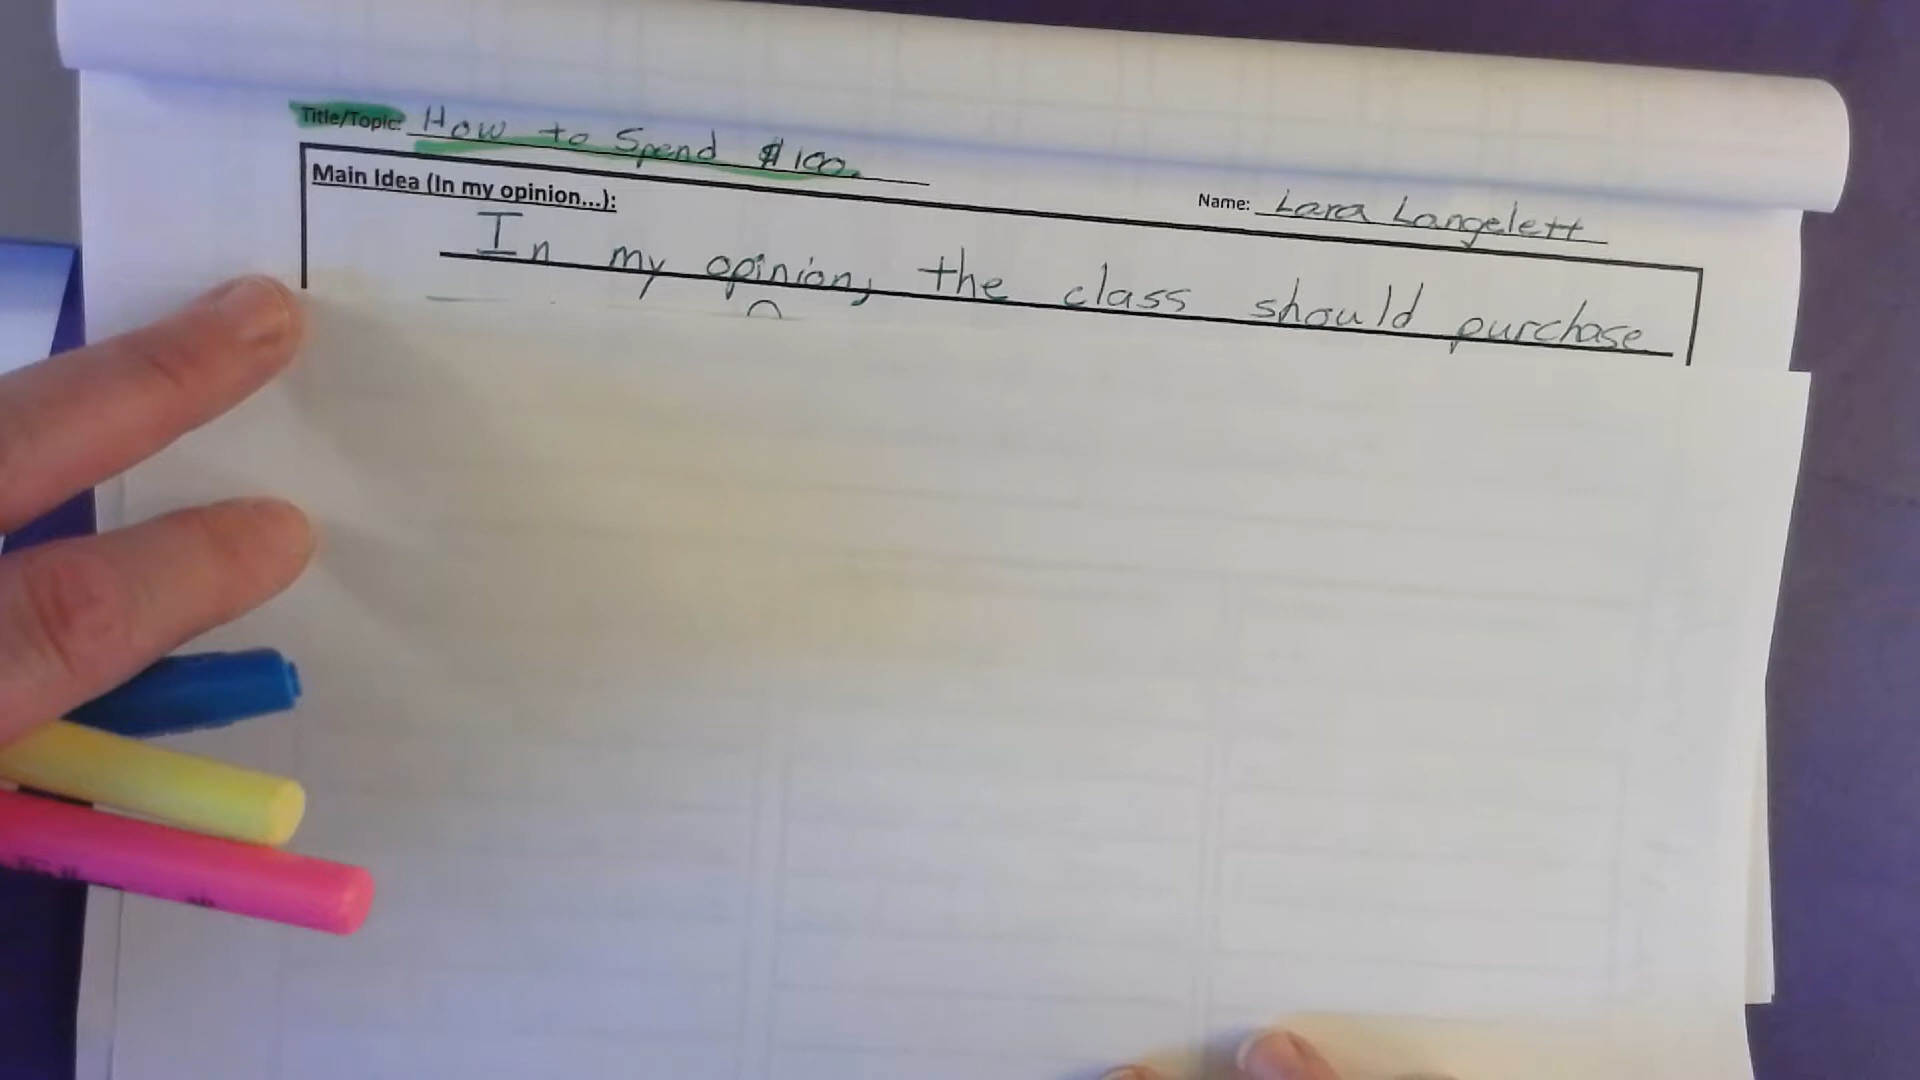 Title/Topic: How to Spend $100.
Name: Lara Langelett
Main Idea (In my opinion...):
In my opinion, the class should purchase